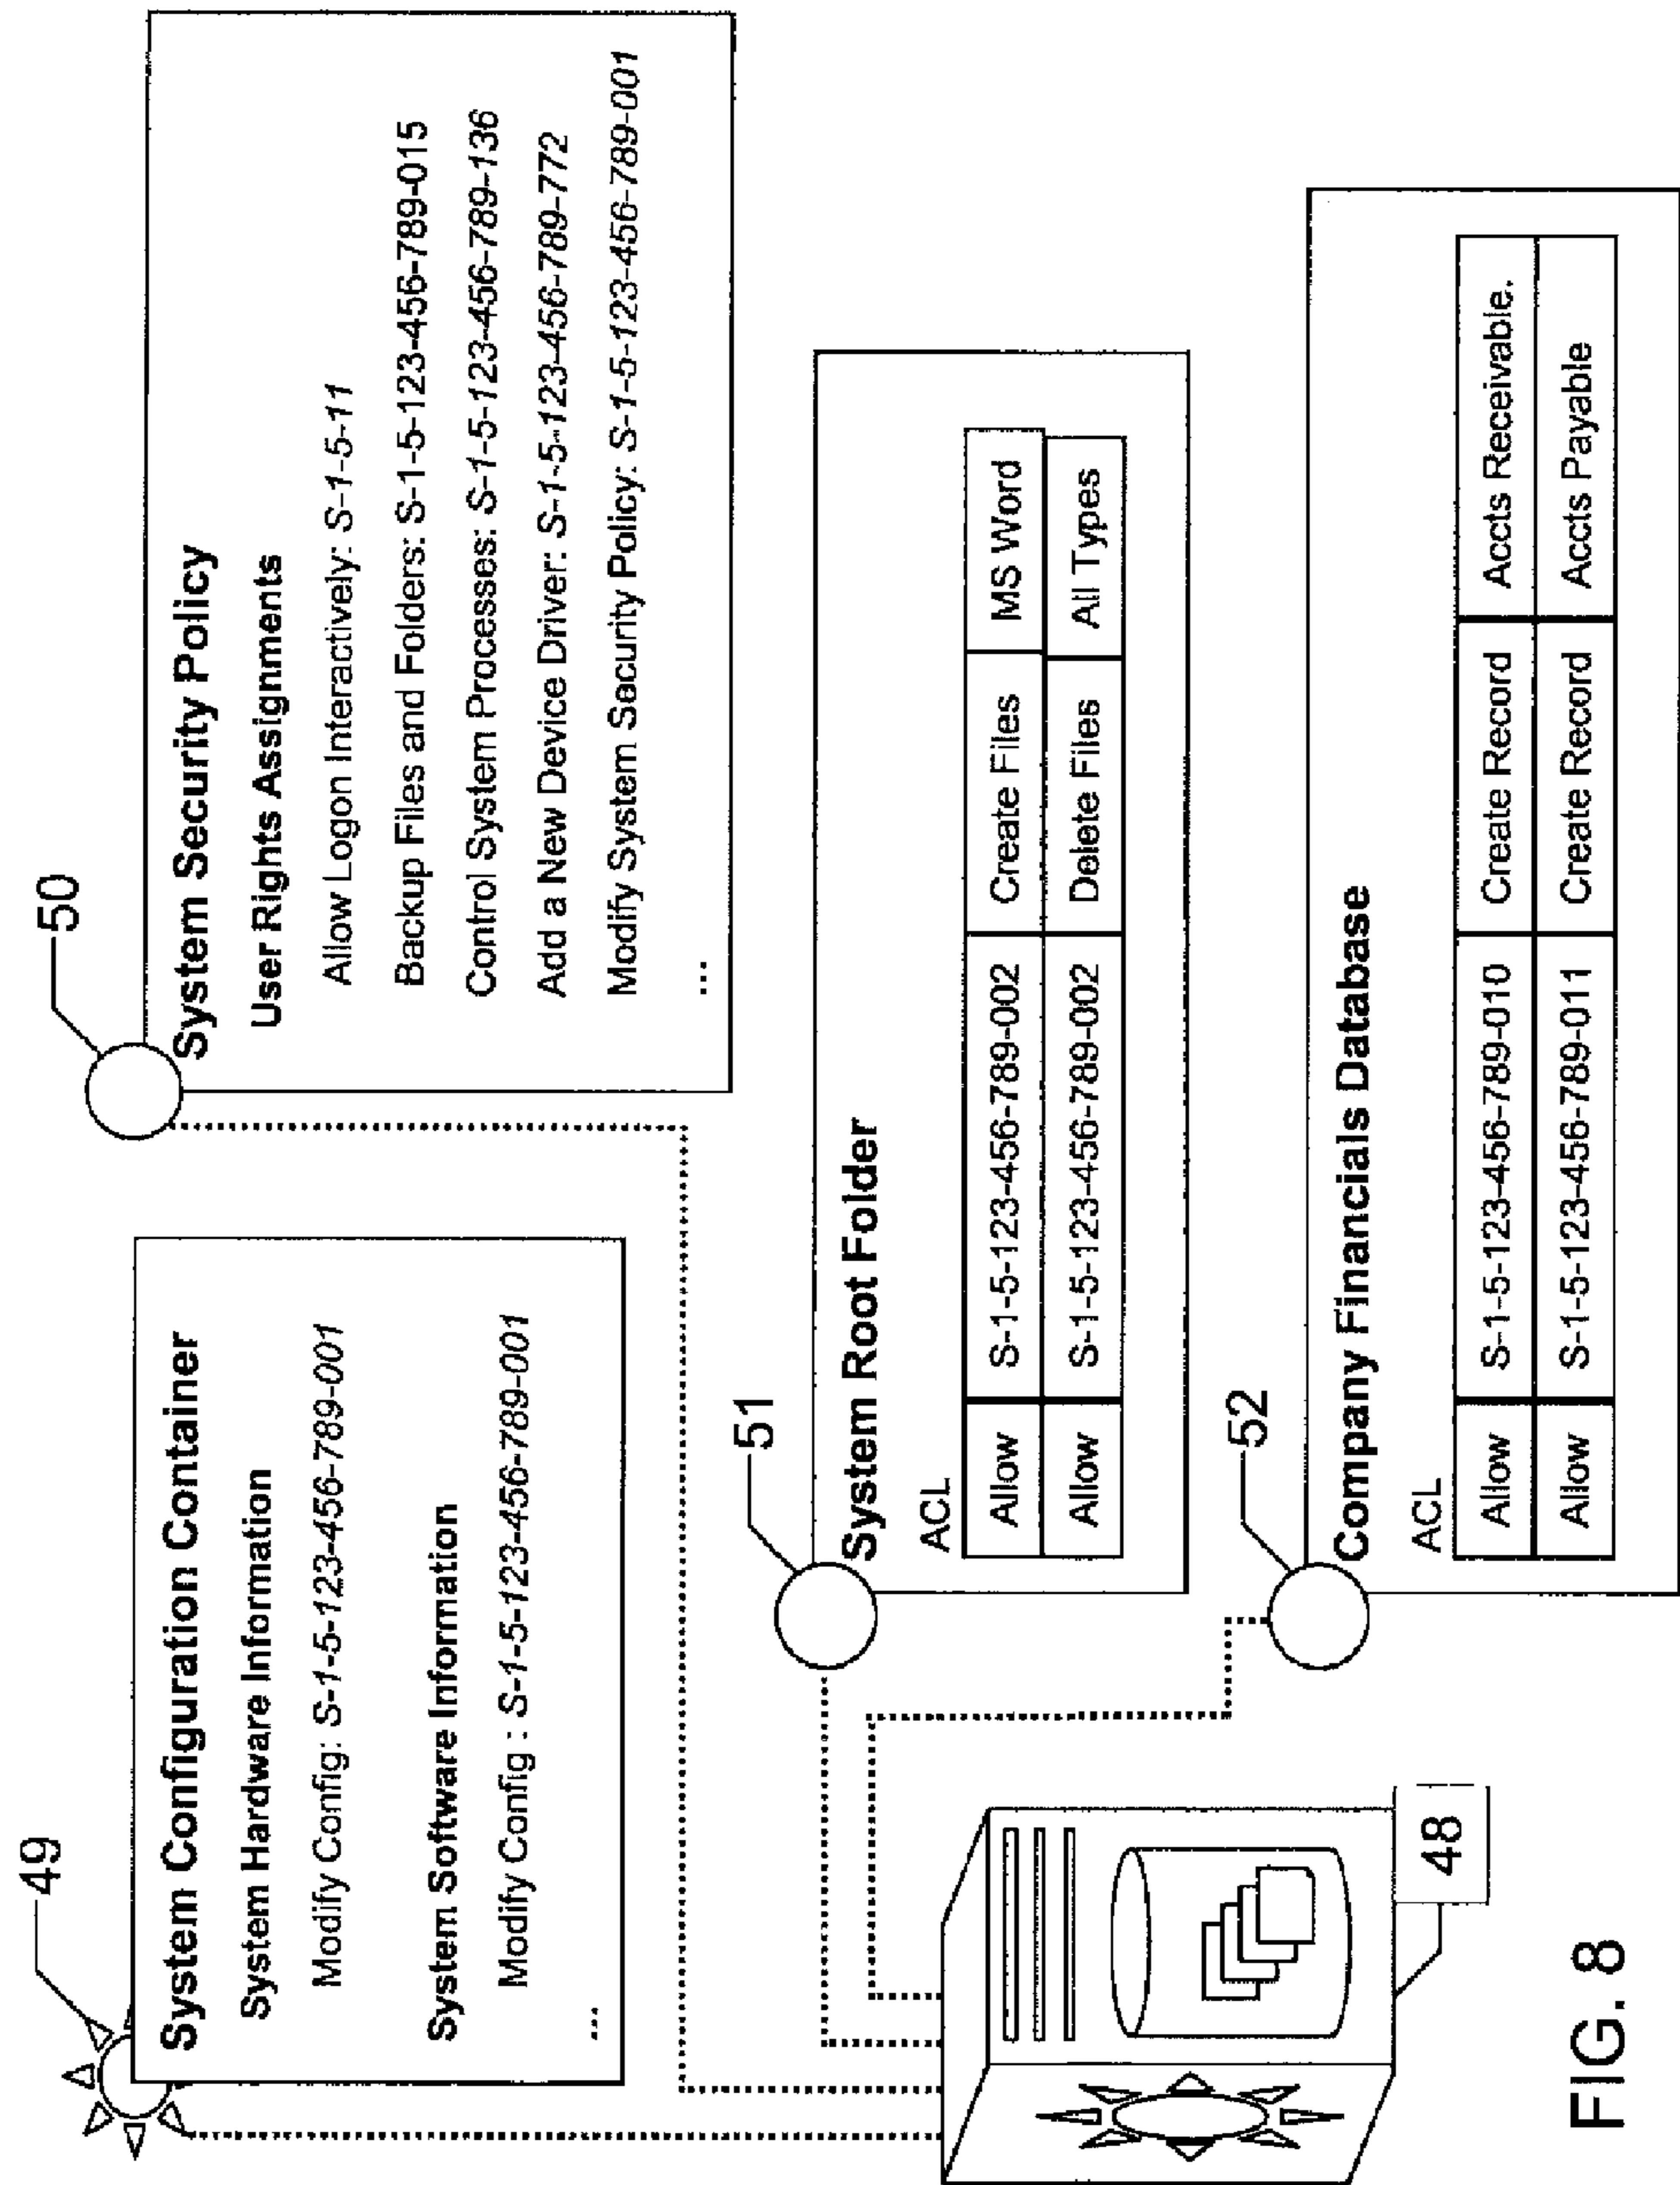 49
System Configuration Container
System Hardware Information
Modify Config: S-1-5-123-456-789-001
System Software Information
Modify Config : S-1-5-123-456-789-001
...
50
System Security Policy
User Rights Assignments
Allow Logon Interactively: S-1-5-11
Backup Files and Folders: S-1-5-123-456-789-015
Control System Processes: S-1-5-123-456-789-136
Add a New Device Driver: S-1-5-123-456-789-772
Modify System Security Policy: S-1-5-123-456-789-001
...
51
System Root Folder
ACL
Allow S-1-5-123-456-789-002 Create Files MS Word
Allow S-1-5-123-456-789-002 Delete Files All Types
52
Company Financials Database
ACL
Allow S-1-5-123-456-789-010 Create Record Accts Receivable.
Allow S-1-5-123-456-789-011 Create Record Accts Payable
48
FIG. 8